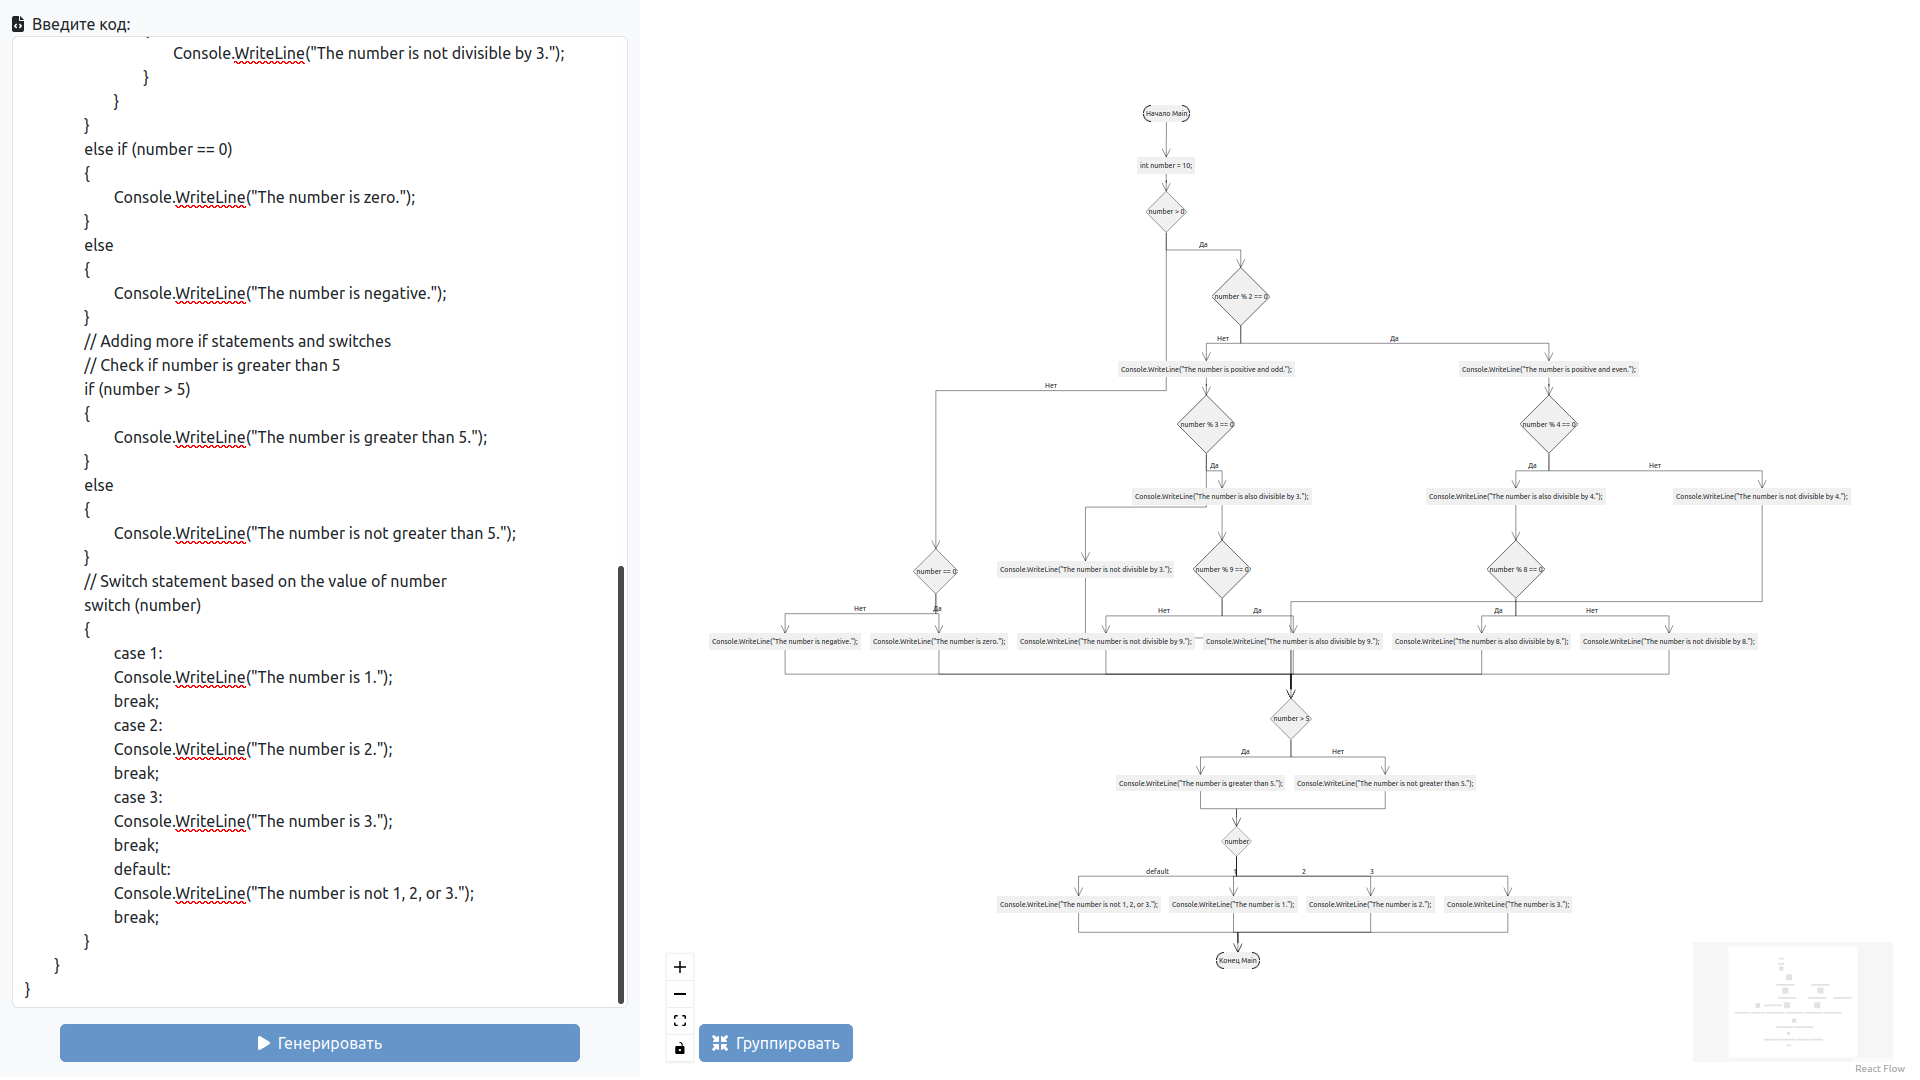 Введите код:
Console.WriteLine("The number is not divisible by 3.");
}
}
}
else if (number == 0)
{
Console.WriteLine("The number is zero.");
}
else
{
Console.WriteLine("The number is negative.");
}
// Adding more if statements and switches
// Check if number is greater than 5
if (number > 5)
{
Console.WriteLine("The number is greater than 5.");
}
else
{
Console.WriteLine("The number is not greater than 5.");
}
// Switch statement based on the value of number
switch (number)
{
case 1:
Console.WriteLine("The number is 1.");
break;
case 2:
Console.WriteLine("The number is 2.");
break;
case 3:
Console.WriteLine("The number is 3.");
break;
default:
Console.WriteLine("The number is not 1, 2, or 3.");
break;
}
}
}
Генерировать
Начало Main
int number = 10;
number > 0
Да
number % 2 == 0
Нет
Да
Console.WriteLine("The number is positive and odd.");
Console.WriteLine("The number is positive and even.");
Нет
number % 3 == 0
number % 4 == 0
Да
Да
Нет
Console.WriteLine("The number is also divisible by 3.");
Console.WriteLine("The number is also divisible by 4.");
Console.WriteLine("The number is not divisible by 4.");
number == 0
Console.WriteLine("The number is not divisible by 3.");
number % 9 == 0
number % 8 == 0
Нет
Да
Нет
Да
Да
Нет
Console.WriteLine("The number is negative.");
Console.WriteLine("The number is zero.");
Console.WriteLine("The number is not divisible by 9.");
Console.WriteLine("The number is also divisible by 9.");
Console.WriteLine("The number is also divisible by 8.");
Console.WriteLine("The number is not divisible by 8.");
number > 5
Да
Нет
Console.WriteLine("The number is greater than 5.");
Console.WriteLine("The number is not greater than 5.");
number
default
1
2
3
Console.WriteLine("The number is not 1, 2, or 3.");
Console.WriteLine("The number is 1.");
Console.WriteLine("The number is 2.");
Console.WriteLine("The number is 3.");
Конец Main
Группировать
React Flow